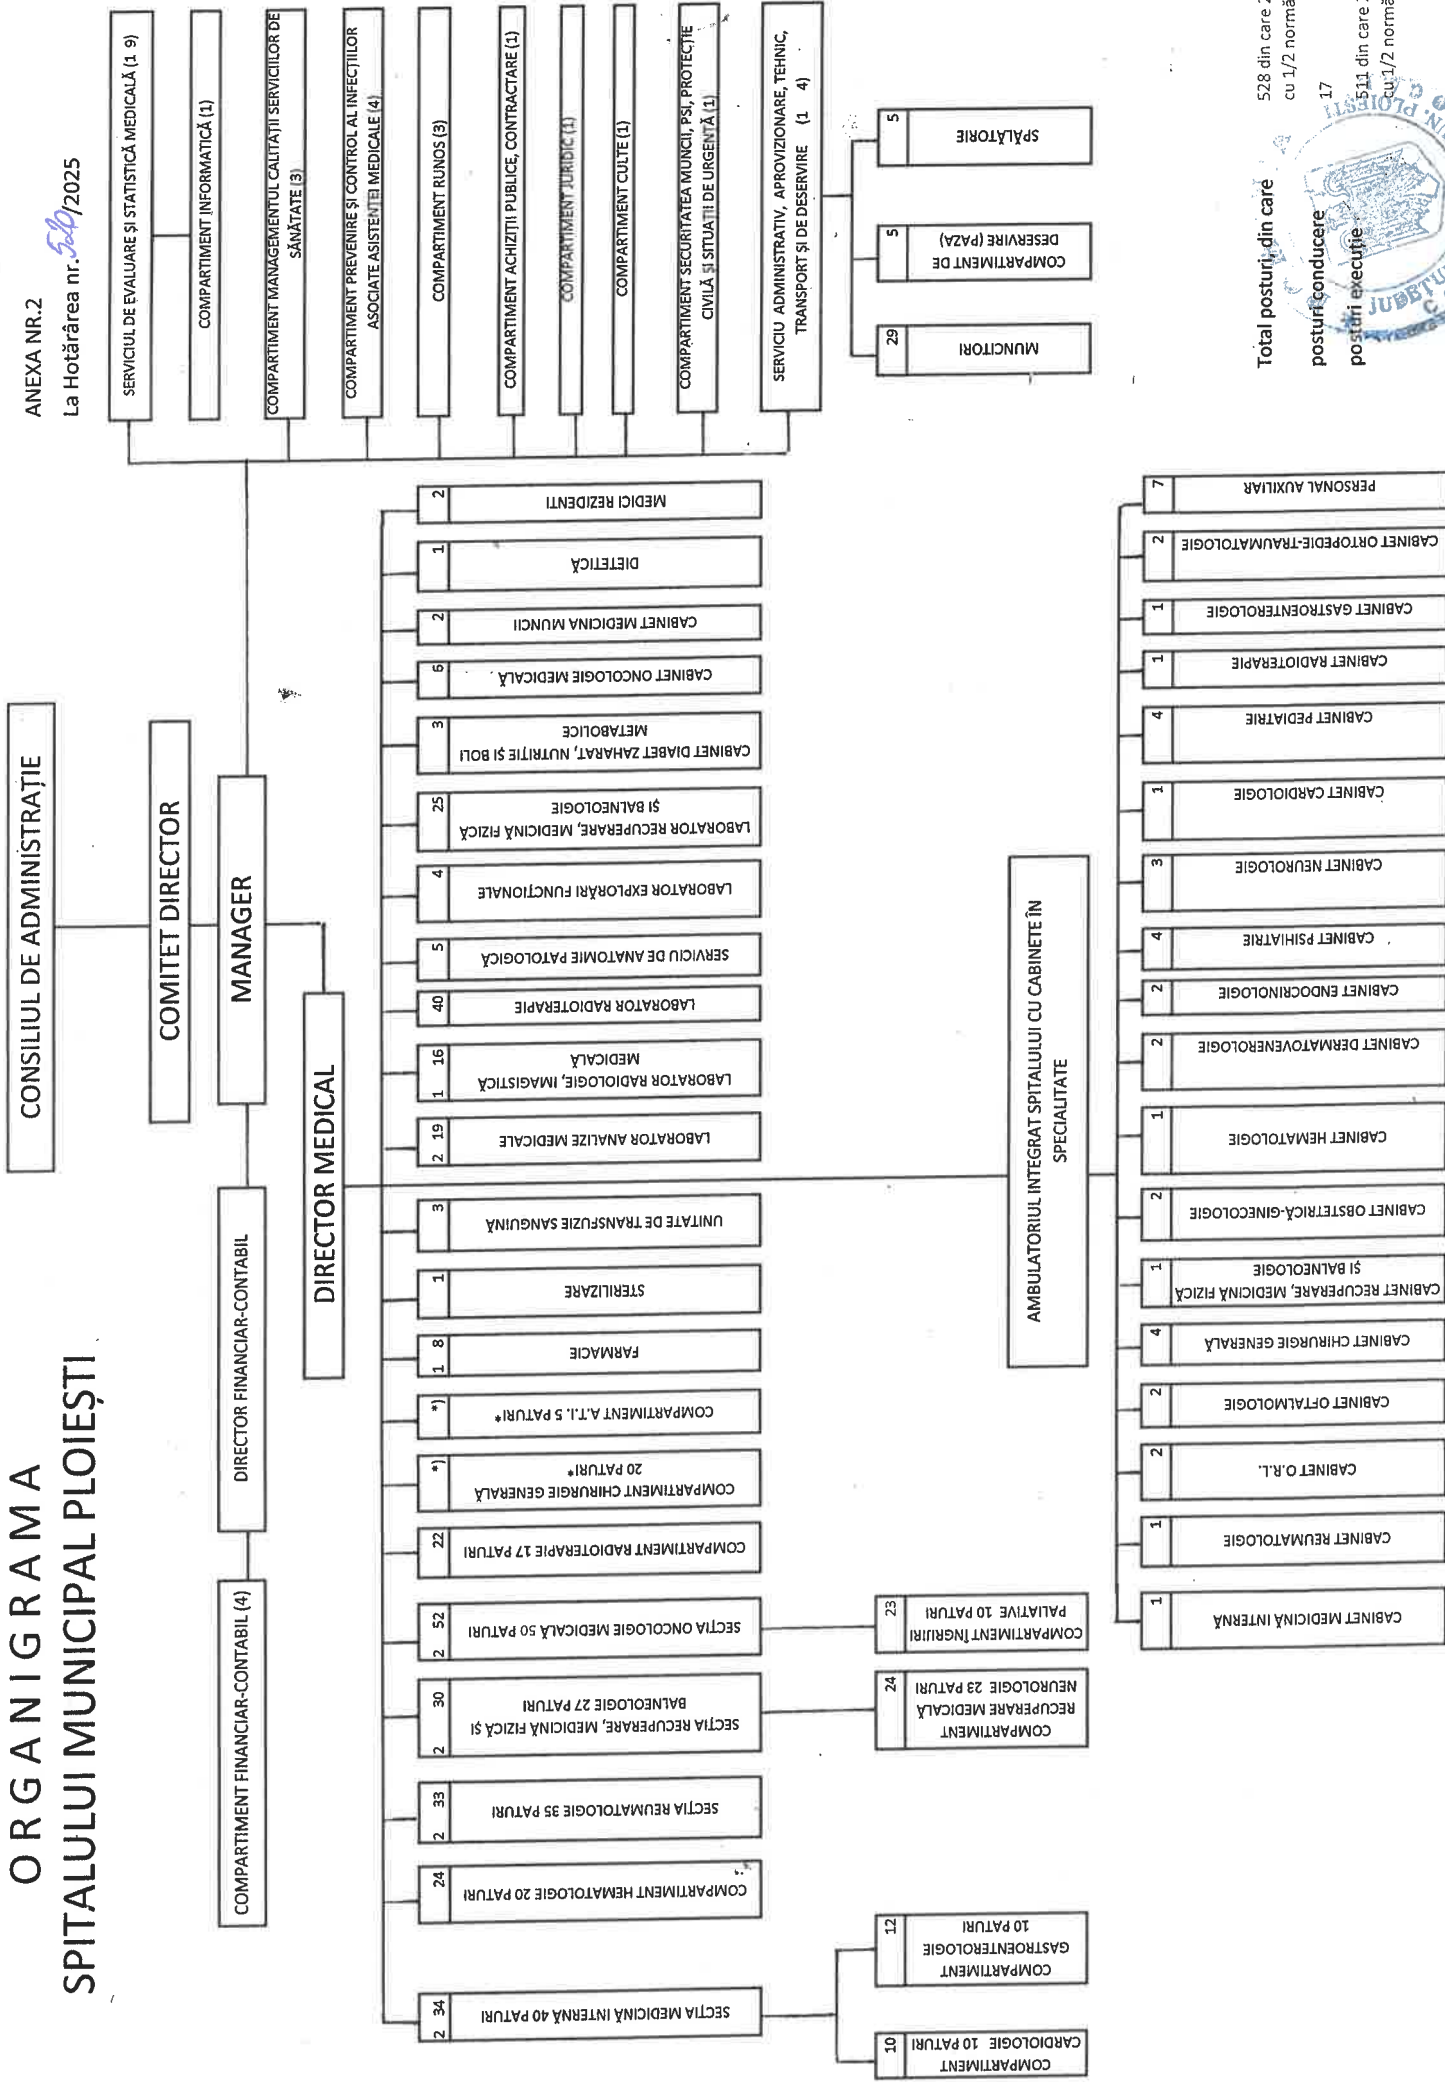 ORGANIGRAMA
SPITALULUI MUNICIPAL PLOIEȘTI
ANEXA NR.2
La Hotărârea nr. 520/2025
CONSILIUL DE ADMINISTRAȚIE
COMITET DIRECTOR
MANAGER
DIRECTOR FINANCIAR-CONTABIL
COMPARTIMENT FINANCIAR-CONTABIL (4)
DIRECTOR MEDICAL
SERVICIUL DE EVALUARE ȘI STATISTICĂ MEDICALĂ (1 9)
COMPARTIMENT INFORMATICĂ (1)
COMPARTIMENT MANAGEMENTUL CALITAȚII SERVICIILOR DE
SĂNĂTATE (3)
COMPARTIMENT PREVENIRE ȘI CONTROL AL INFECȚIILOR
ASOCIATE ASISTENȚEI MEDICALE (4)
COMPARTIMENT RUNOS (3)
COMPARTIMENT ACHIZIȚII PUBLICE, CONTRACTARE (1)
COMPARTIMENT JURIDIC (1)
COMPARTIMENT CULTE (1)
COMPARTIMENT SECURITATEA MUNCII, PSI, PROTECȚIE
CIVILĂ ȘI SITUAȚII DE URGENȚĂ (1)
SERVICIU ADMINISTRATIV, APROVIZIONARE, TEHNIC,
TRANSPORT ȘI DE DESERVIRE (1 4)
29
MUNCITORI
5
COMPARTIMENT DE
DESERVIRE (PAZA)
5
SPĂLĂTORIE
2 34
SECȚIA MEDICINĂ INTERNĂ 40 PATURI
24
COMPARTIMENT HEMATOLOGIE 20 PATURI
2 33
SECȚIA REUMATOLOGIE 35 PATURI
2 30
SECȚIA RECUPERARE, MEDICINĂ FIZICĂ ȘI
BALNEOLOGIE 27 PATURI
2 52
SECȚIA ONCOLOGIE MEDICALĂ 50 PATURI
22
COMPARTIMENT RADIOTERAPIE 17 PATURI
*)
COMPARTIMENT CHIRURGIE GENERALĂ
20 PATURI*
*)
COMPARTIMENT A.T.I. 5 PATURI*
1 8
FARMACIE
1
STERILIZARE
3
UNITATE DE TRANSFUZIE SANGUINĂ
2 19
LABORATOR ANALIZE MEDICALE
1 16
LABORATOR RADIOLOGIE, IMAGISTICĂ
MEDICALĂ
40
LABORATOR RADIOTERAPIE
5
SERVICIU DE ANATOMIE PATOLOGICĂ
4
LABORATOR EXPLORĂRI FUNCȚIONALE
25
LABORATOR RECUPERARE, MEDICINĂ FIZICĂ
ȘI BALNEOLOGIE
3
CABINET DIABET ZAHARAT, NUTRIȚIE ȘI BOLI
METABOLICE
6
CABINET ONCOLOGIE MEDICALĂ
2
CABINET MEDICINA MUNCII
1
DIETETICĂ
2
MEDICI REZIDENTI
10
COMPARTIMENT
CARDIOLOGIE 10 PATURI
12
COMPARTIMENT
GASTROENTEROLOGIE
10 PATURI
24
COMPARTIMENT
RECUPERARE MEDICALĂ
NEUROLOGIE 23 PATURI
23
COMPARTIMENT ÎNGRIJIRI
PALIATIVE 10 PATURI
AMBULATORIUL INTEGRAT SPITALULUI CU CABINETE ÎN
SPECIALITATE
1
CABINET MEDICINĂ INTERNĂ
1
CABINET REUMATOLOGIE
2
CABINET O.R.L.
2
CABINET OFTALMOLOGIE
4
CABINET CHIRURGIE GENERALĂ
1
CABINET RECUPERARE, MEDICINĂ FIZICĂ
ȘI BALNEOLOGIE
2
CABINET OBSTETRICĂ-GINECOLOGIE
1
CABINET HEMATOLOGIE
2
CABINET DERMATOVENEROLOGIE
2
CABINET ENDOCRINOLOGIE
4
CABINET PSIHIATRIE
3
CABINET NEUROLOGIE
1
CABINET CARDIOLOGIE
4
CABINET PEDIATRIE
1
CABINET RADIOTERAPIE
1
CABINET GASTROENTEROLOGIE
2
CABINET ORTOPEDIE-TRAUMATOLOGIE
7
PERSONAL AUXILIAR
Total posturi, din care 528 din care
cu 1/2 normă
posturi conducere 17
posturi execuție 511 din care
cu 1/2 normă
JUDEȚUL
PLOIEȘTI